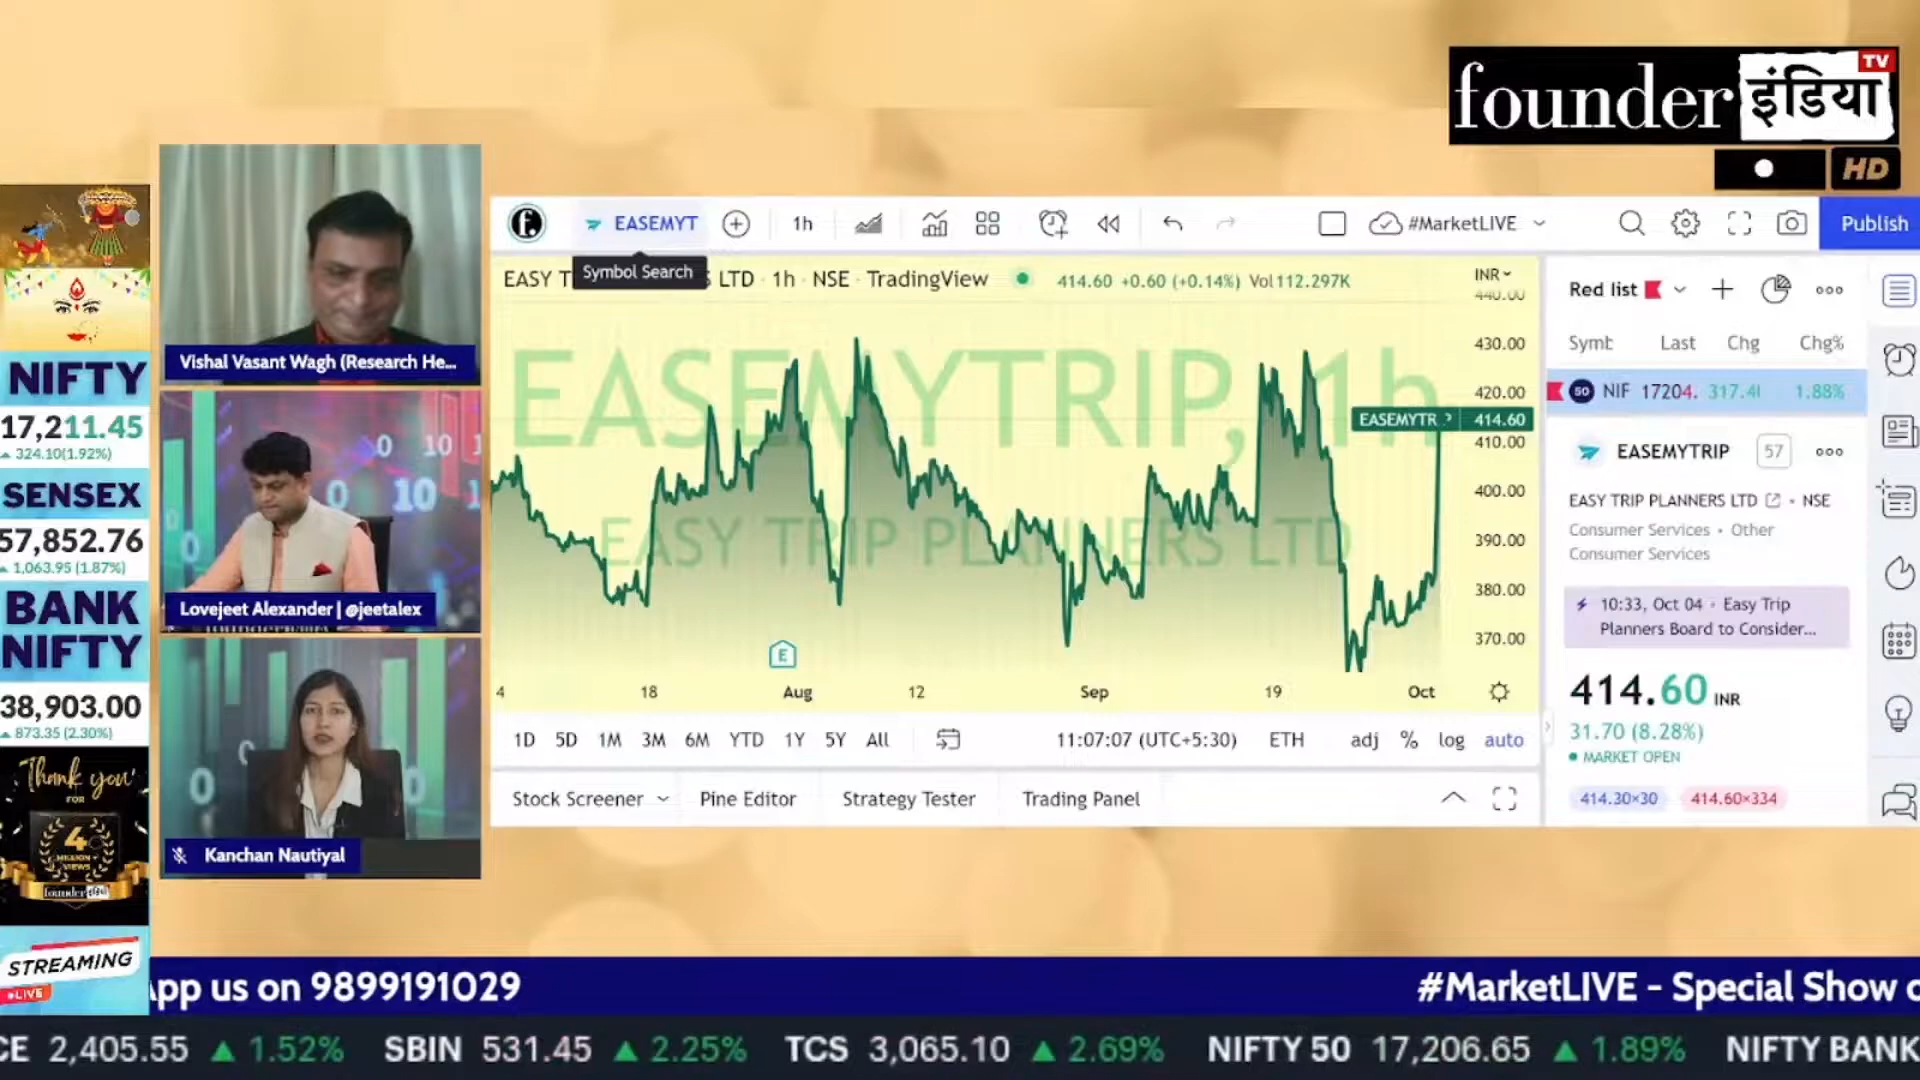 founder इंडिया TV
HD
NIFTY
17,211.45
324.10(1.92%)
SENSEX
57,852.76
1,063.95 (1.87%)
BANK
NIFTY
38,903.00
873.35 (2.30%)
Thank you
FOR
4
MILLION+
VIEWS
founder
STREAMING
LIVE
Vishal Vasant Wagh (Research He...
Lovejeet Alexander | @jeetalex
Kanchan Nautiyal
EASEMYT
1h
#MarketLIVE
Publish
Symbol Search
EASY T LTD · 1h · NSE · TradingView
414.60 +0.60 (+0.14%) Vol 112.297K
INR
EASEMYTRIP, 1h
EASY TRIP PLANNERS LTD
440.00
430.00
420.00
EASEMYTR 414.60
410.00
400.00
390.00
380.00
370.00
E
4 18 Aug 12 Sep 19 Oct
1D 5D 1M 3M 6M YTD 1Y 5Y All
11:07:07 (UTC+5:30) ETH adj % log auto
Stock Screener Pine Editor Strategy Tester Trading Panel
Red list
Symb Last Chg Chg%
50 NIF 17204. 317.4 1.88%
EASEMYTRIP 57
EASY TRIP PLANNERS LTD · NSE
Consumer Services · Other
Consumer Services
10:33, Oct 04 · Easy Trip
Planners Board to Consider...
414.60 INR
31.70 (8.28%)
MARKET OPEN
414.30×30 414.60×334
App us on 9899191029
#MarketLIVE - Special Show o
CE 2,405.55 ▲ 1.52% SBIN 531.45 ▲ 2.25% TCS 3,065.10 ▲ 2.69% NIFTY 50 17,206.65 ▲ 1.89% NIFTY BANK